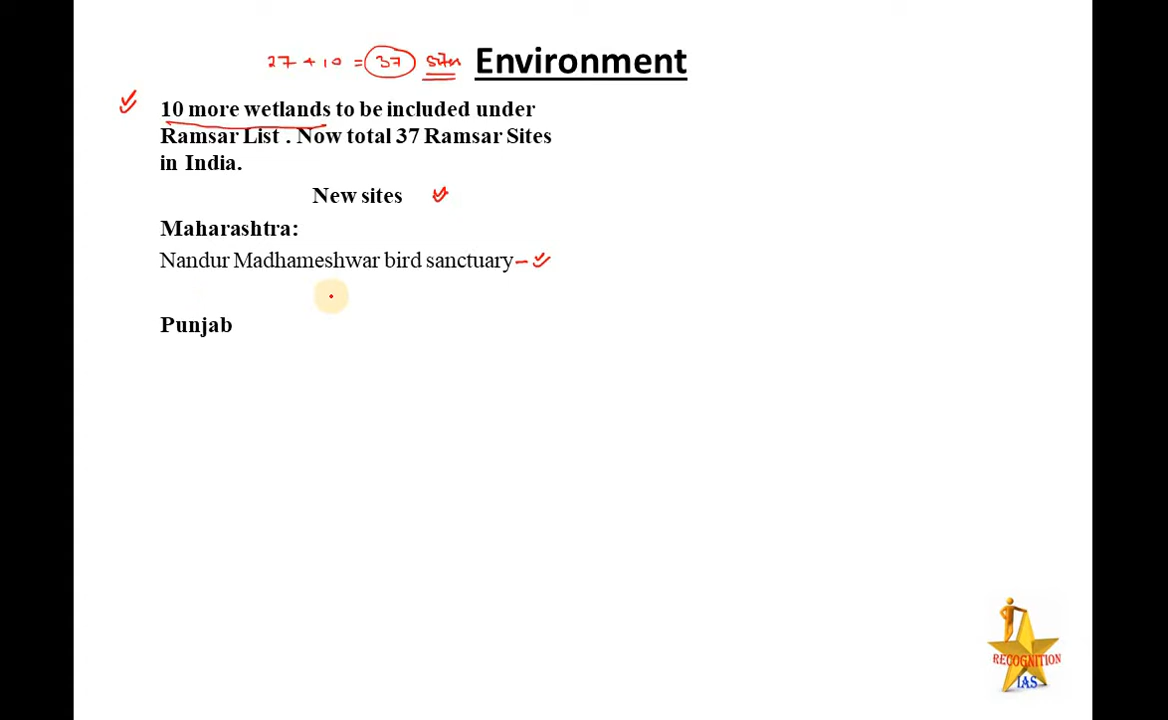 27 + 10 = 37 sites Environment
10 more wetlands to be included under
Ramsar List . Now total 37 Ramsar Sites
in India.
New sites
Maharashtra:
Nandur Madhameshwar bird sanctuary
Punjab
RECOGNITION
IAS